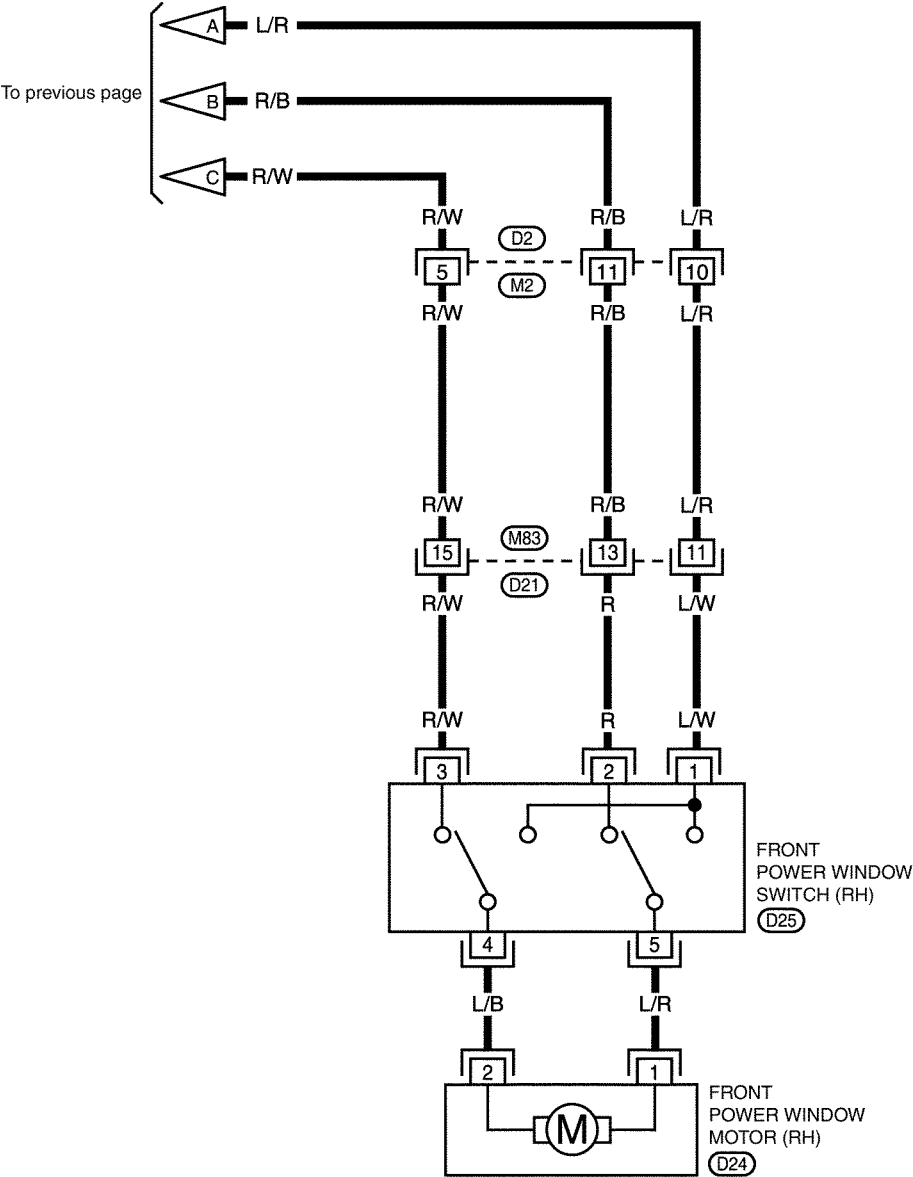 A L/R
To previous page
B R/B
C R/W
R/W R/B L/R
D2
5 11 10
M2
R/W R/B L/R
R/W R/B L/R
M83
15 13 11
D21
R/W R L/W
R/W R L/W
3 2 1
FRONT
POWER WINDOW
SWITCH (RH)
D25
4 5
L/B L/R
2 1
FRONT
POWER WINDOW
MOTOR (RH)
M
D24